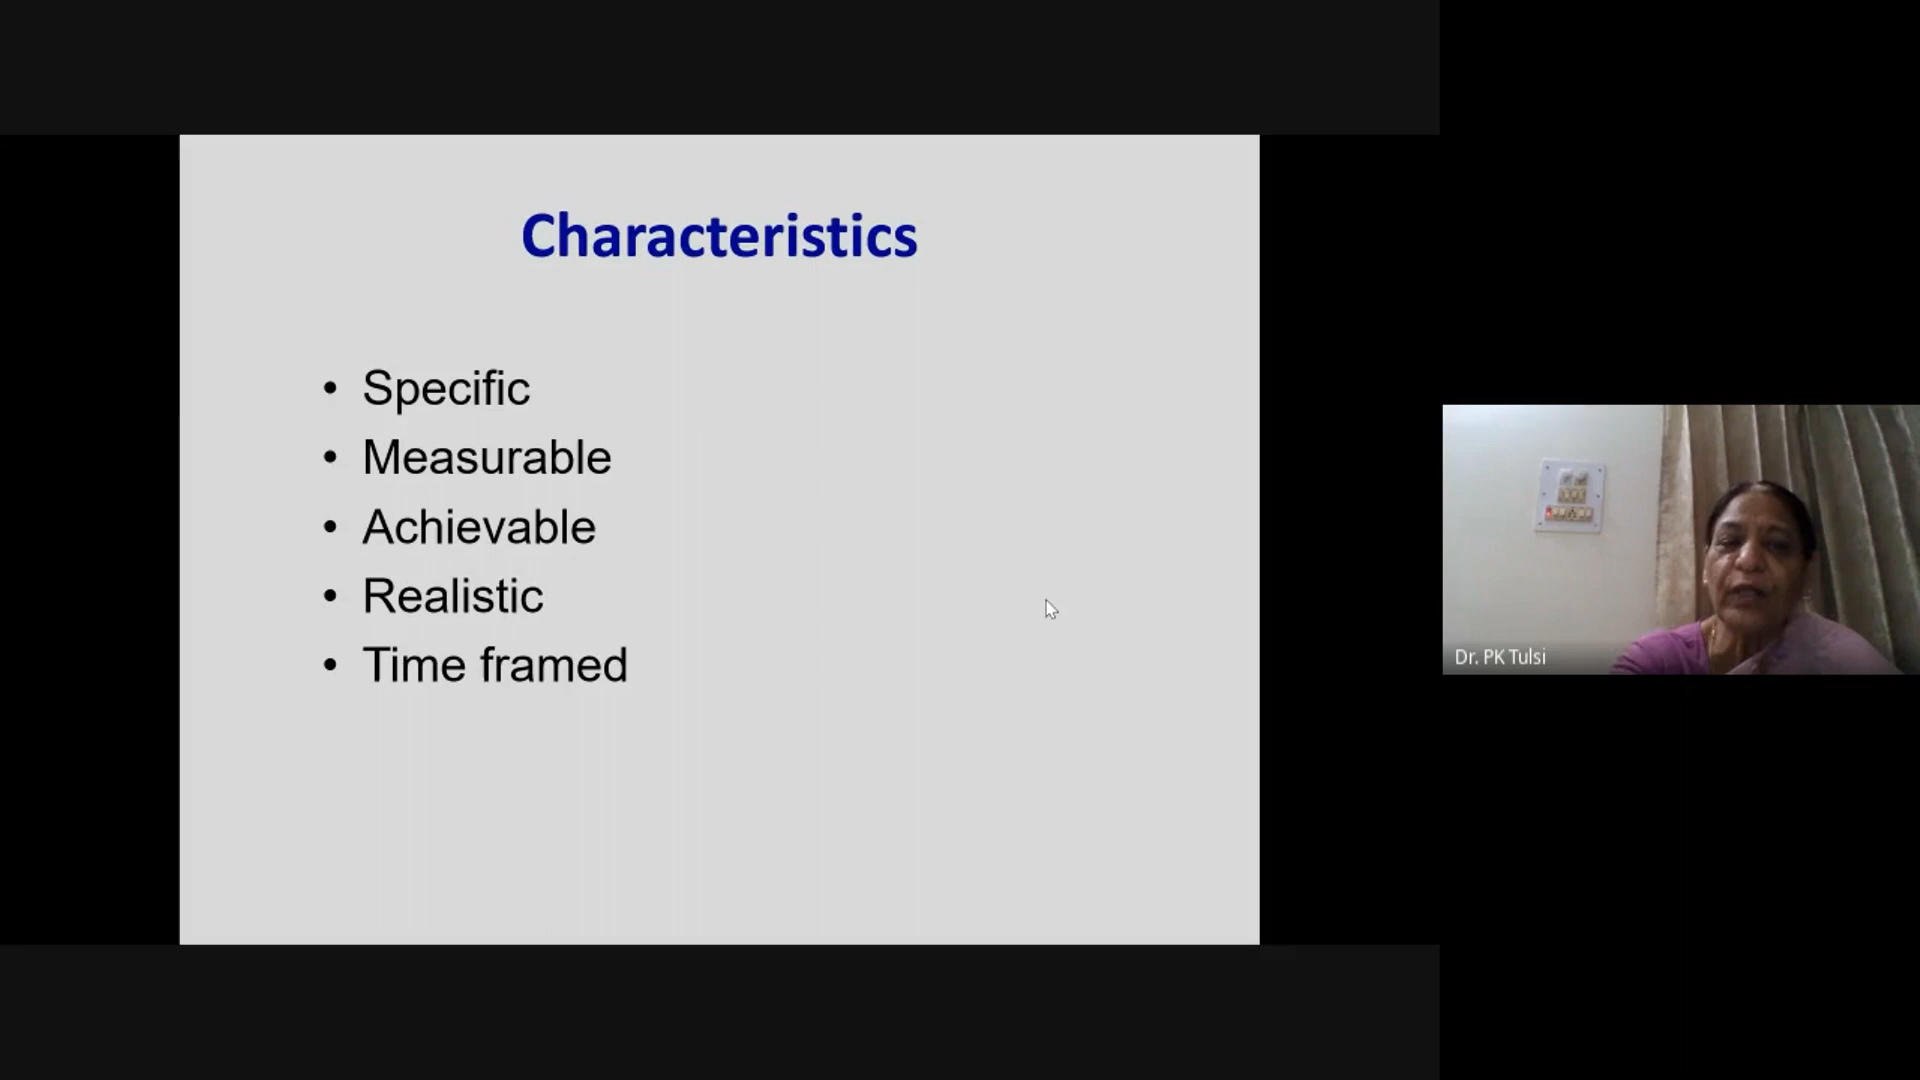 Characteristics
• Specific
• Measurable
• Achievable
• Realistic
• Time framed
Dr. PK Tulsi